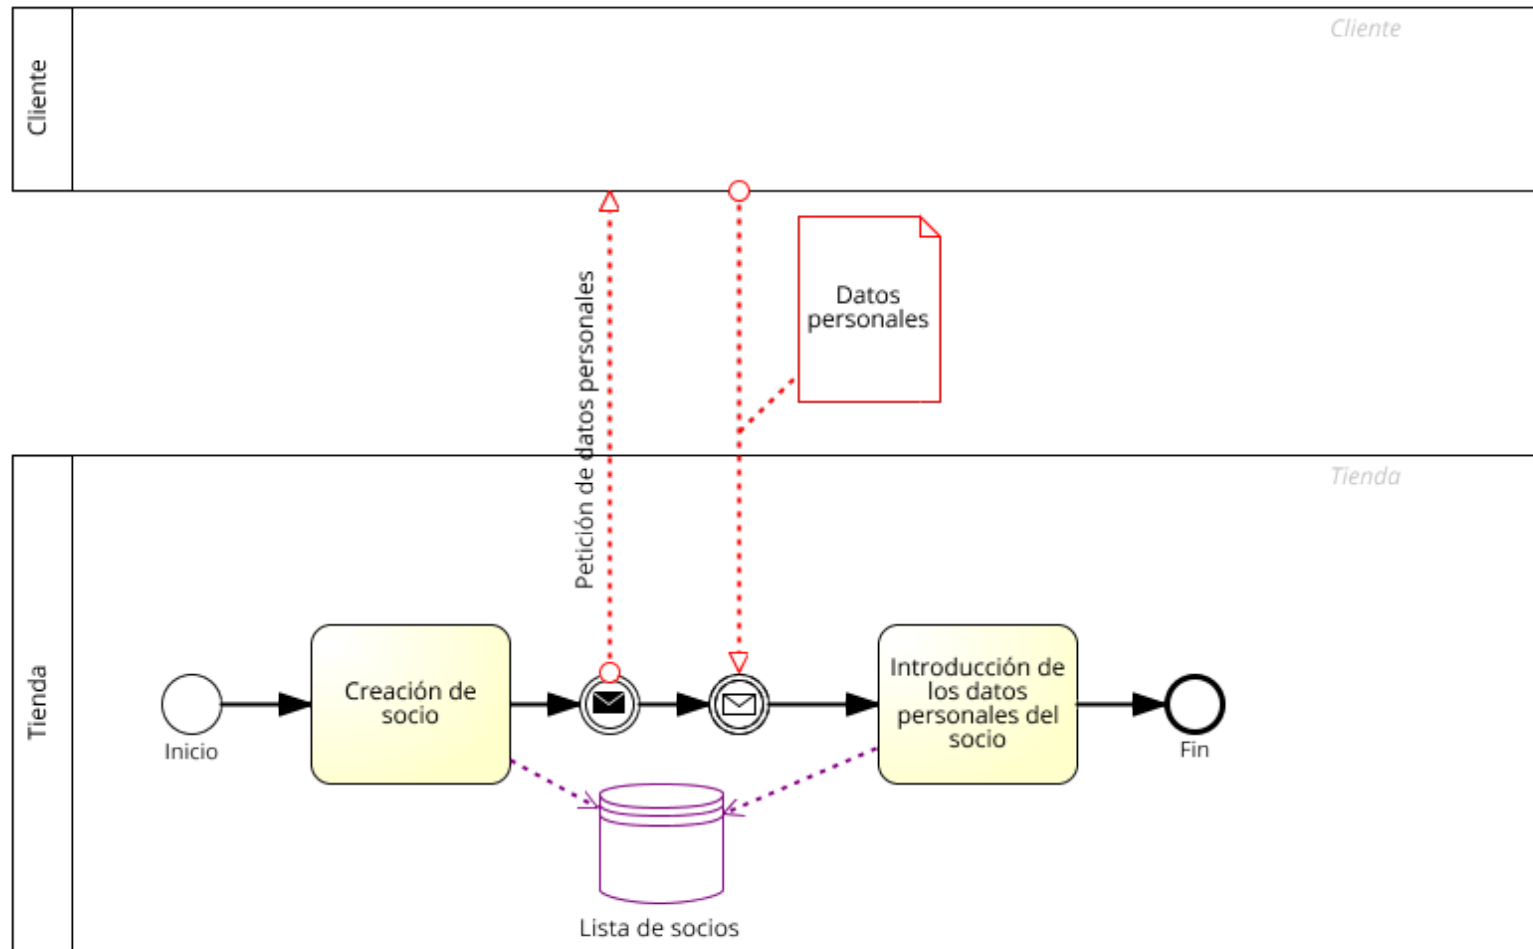 Cliente
Cliente
Petición de datos personales
Datos
personales
Tienda
Tienda
Inicio
Creación de
socio
Introducción de
los datos
personales del
socio
Fin
Lista de socios